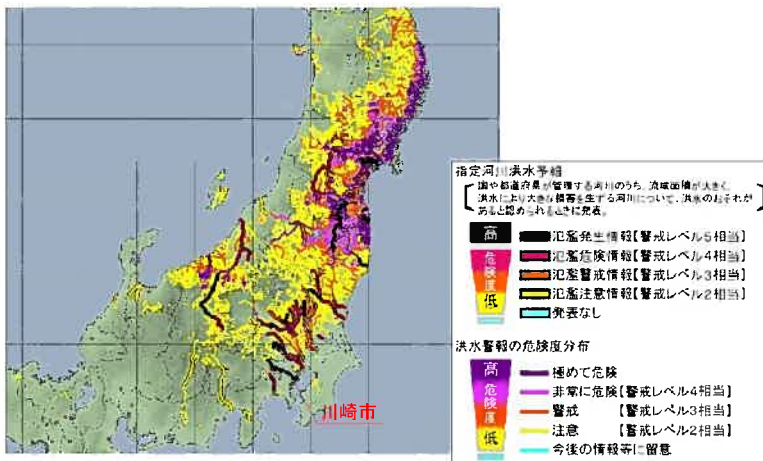 川崎市
指定河川洪水予報
国や都道府県が管理する河川のうち、流域面積が大きく、
洪水により大きな損害を生ずる河川について、洪水のおそれが
あると認められるときに発表。
高
危険度
低
氾濫発生情報【警戒レベル5相当】
氾濫危険情報【警戒レベル4相当】
氾濫警戒情報【警戒レベル3相当】
氾濫注意情報【警戒レベル2相当】
発表なし
洪水警報の危険度分布
高
危険度
低
極めて危険
非常に危険【警戒レベル4相当】
警戒 【警戒レベル3相当】
注意 【警戒レベル2相当】
今後の情報等に留意